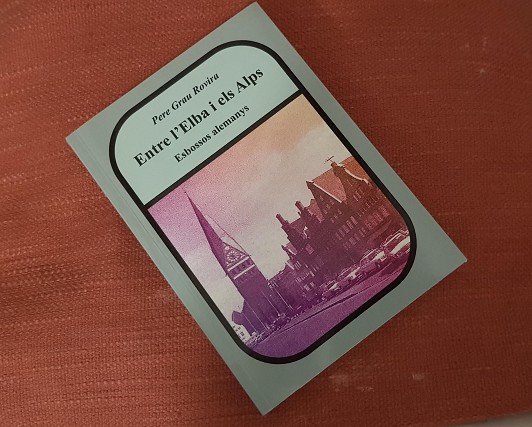 Pere Grau Rovira
Entre l'Elba i els Alps
Esbossos alemanys